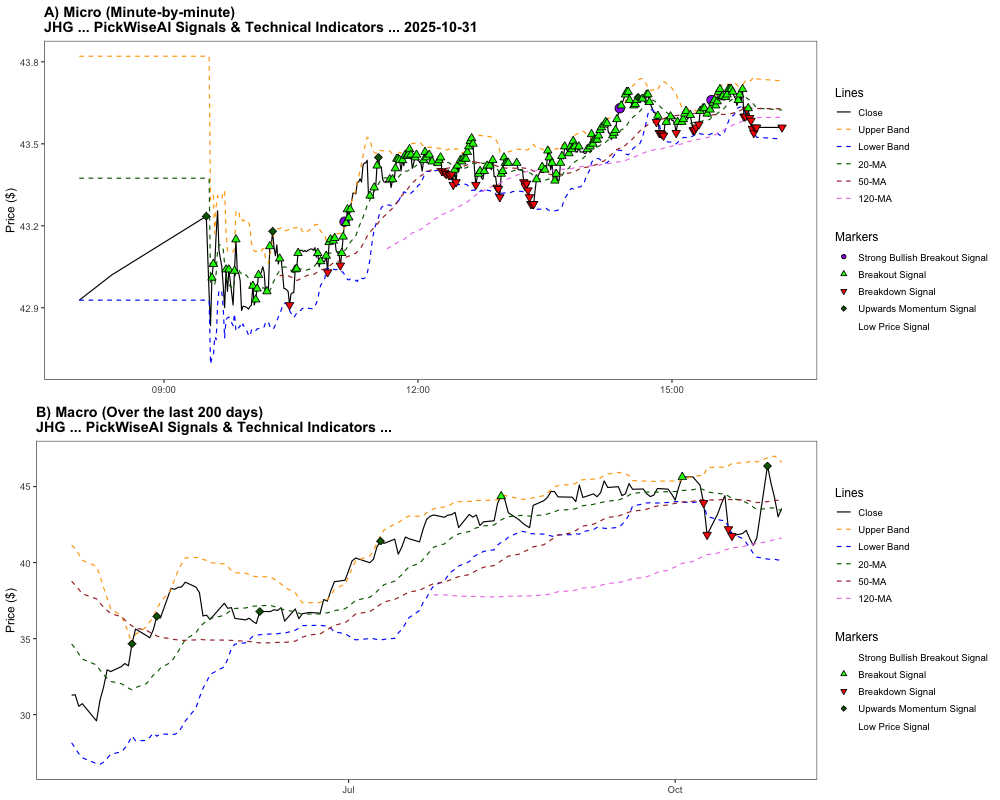 A) Micro (Minute-by-minute)
JHG ... PickWiseAI Signals & Technical Indicators ... 2025-10-31
Price ($)
43.8
43.5
43.2
42.9
09:00
12:00
15:00
Lines
Close
Upper Band
Lower Band
20-MA
50-MA
120-MA
Markers
Strong Bullish Breakout Signal
Breakout Signal
Breakdown Signal
Upwards Momentum Signal
Low Price Signal
B) Macro (Over the last 200 days)
JHG ... PickWiseAI Signals & Technical Indicators ...
Price ($)
45
40
35
30
Jul
Oct
Lines
Close
Upper Band
Lower Band
20-MA
50-MA
120-MA
Markers
Strong Bullish Breakout Signal
Breakout Signal
Breakdown Signal
Upwards Momentum Signal
Low Price Signal